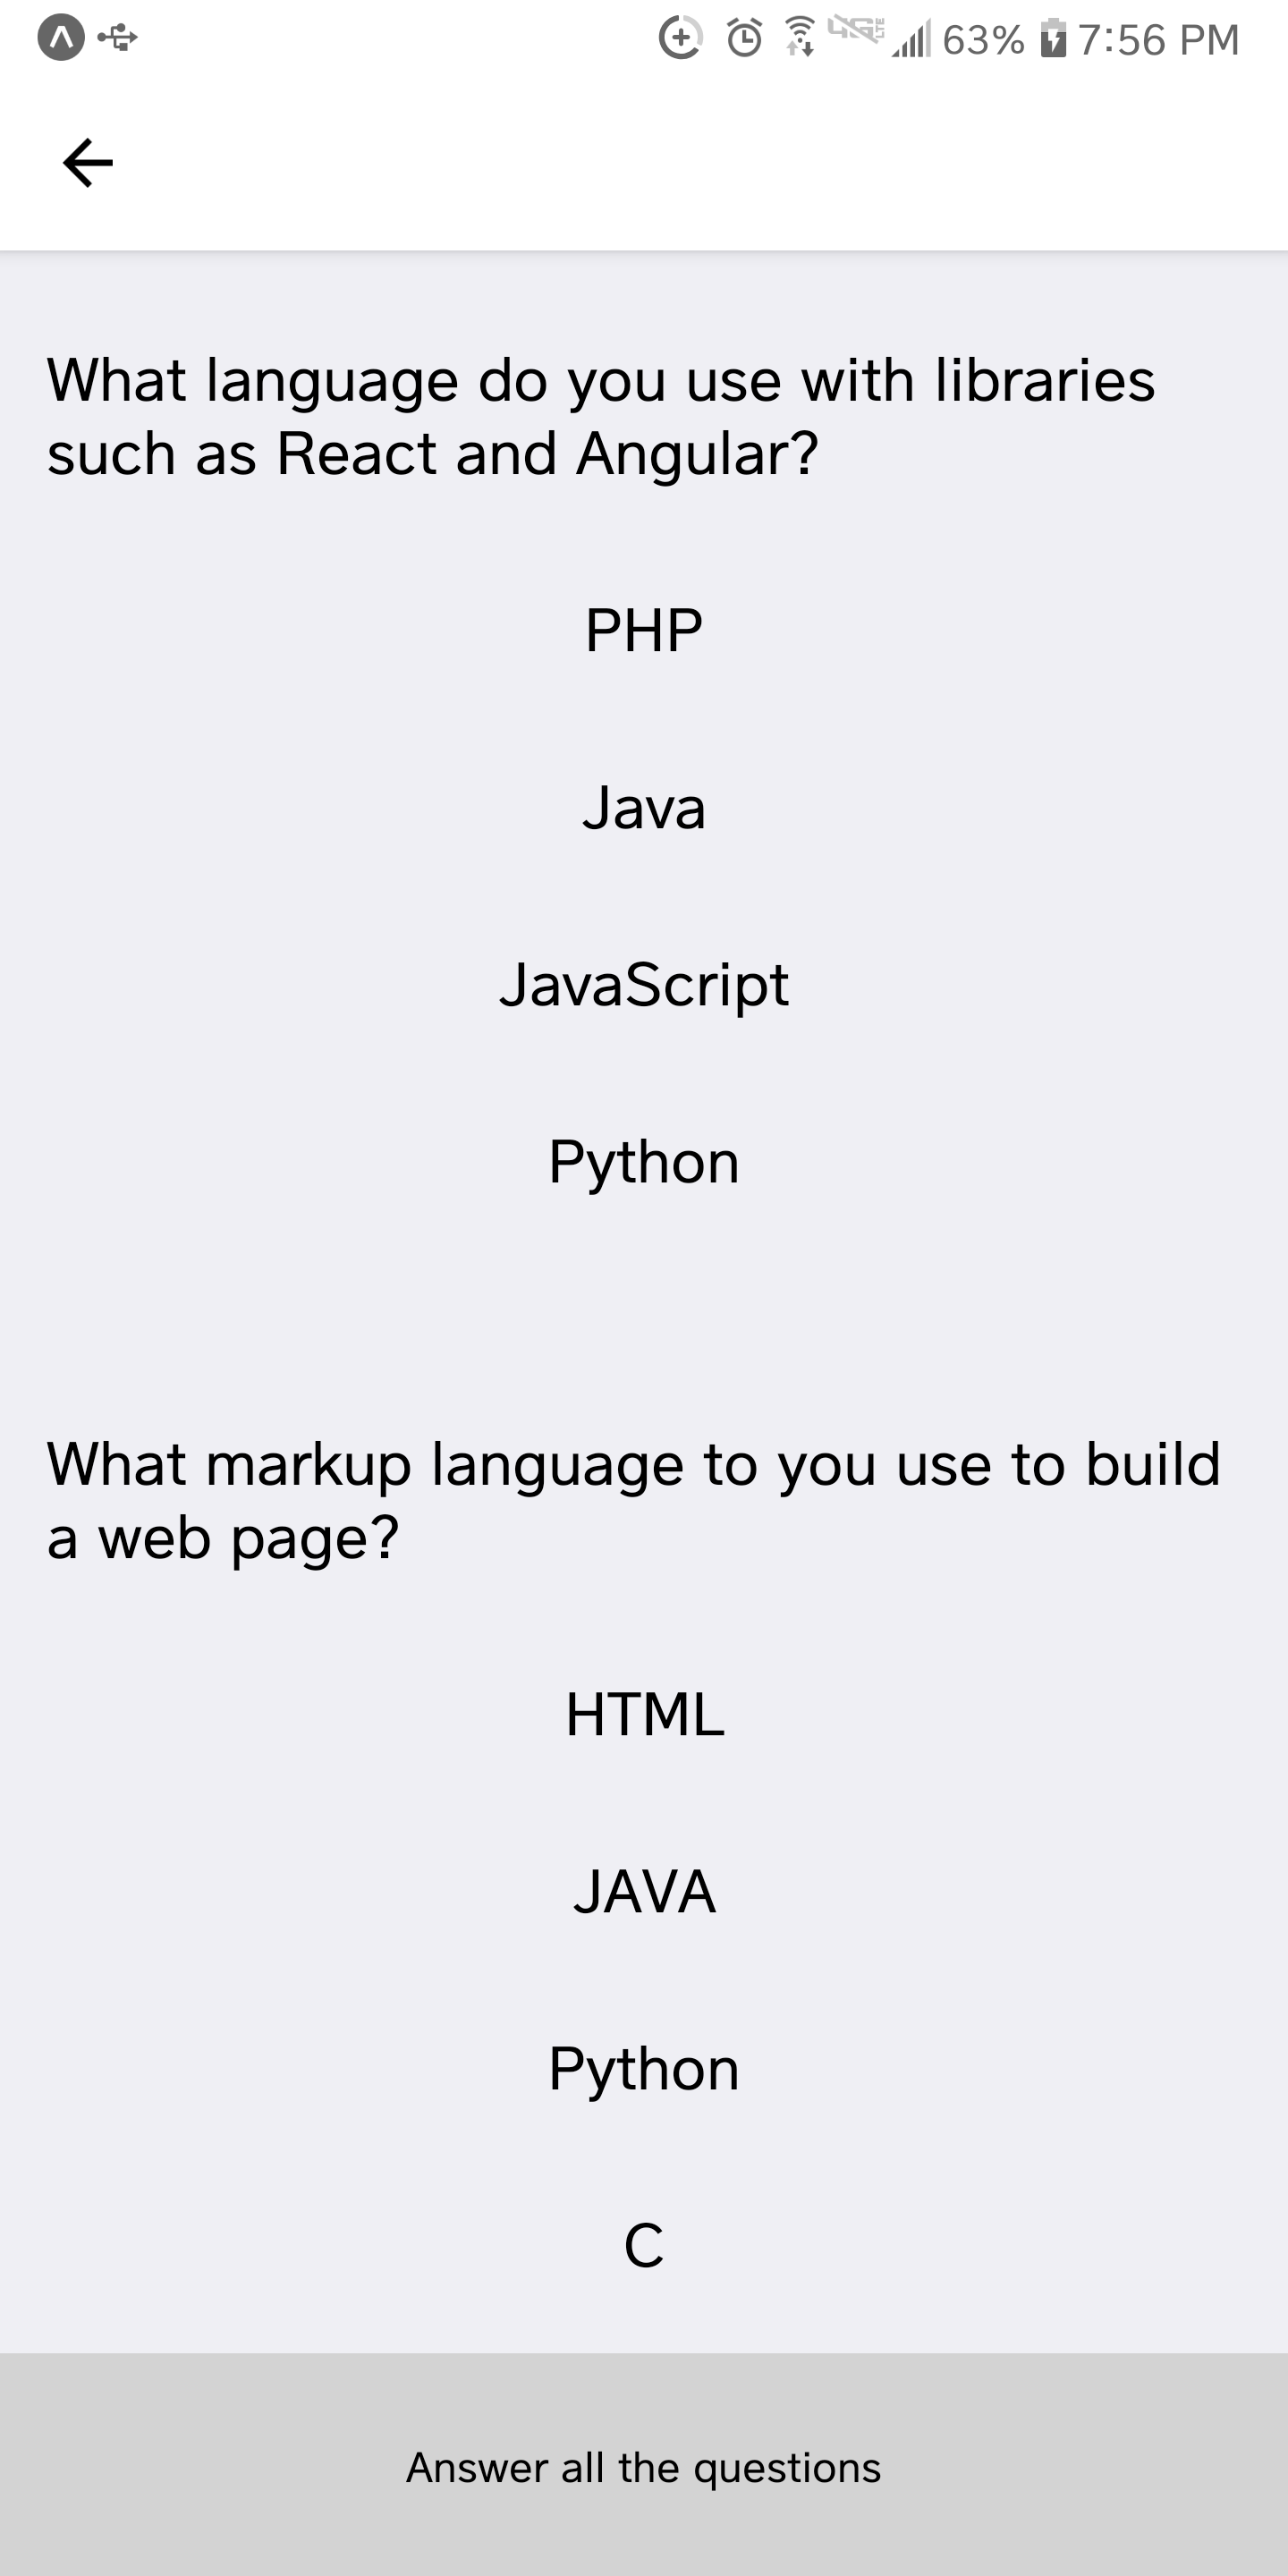 63% 7:56 PM
What language do you use with libraries
such as React and Angular?
PHP
Java
JavaScript
Python
What markup language to you use to build
a web page?
HTML
JAVA
Python
C
Answer all the questions